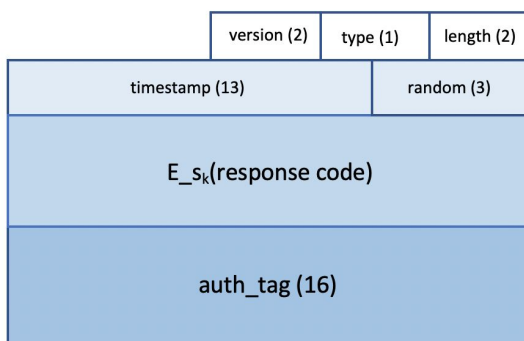 version (2) type (1) length (2)
timestamp (13) random (3)
E_sₖ(response code)
auth_tag (16)